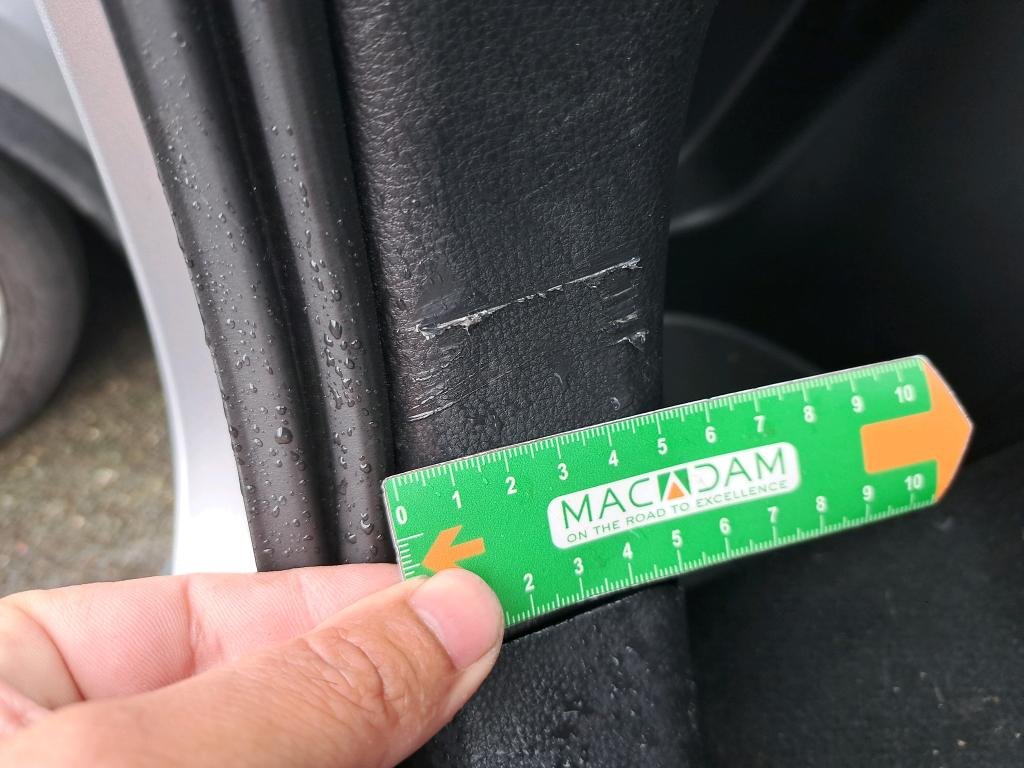 0 1 2 3 4 5 6 7 8 9 10
MACADAM
ON THE ROAD TO EXCELLENCE
2 3 4 5 6 7 8 9 10